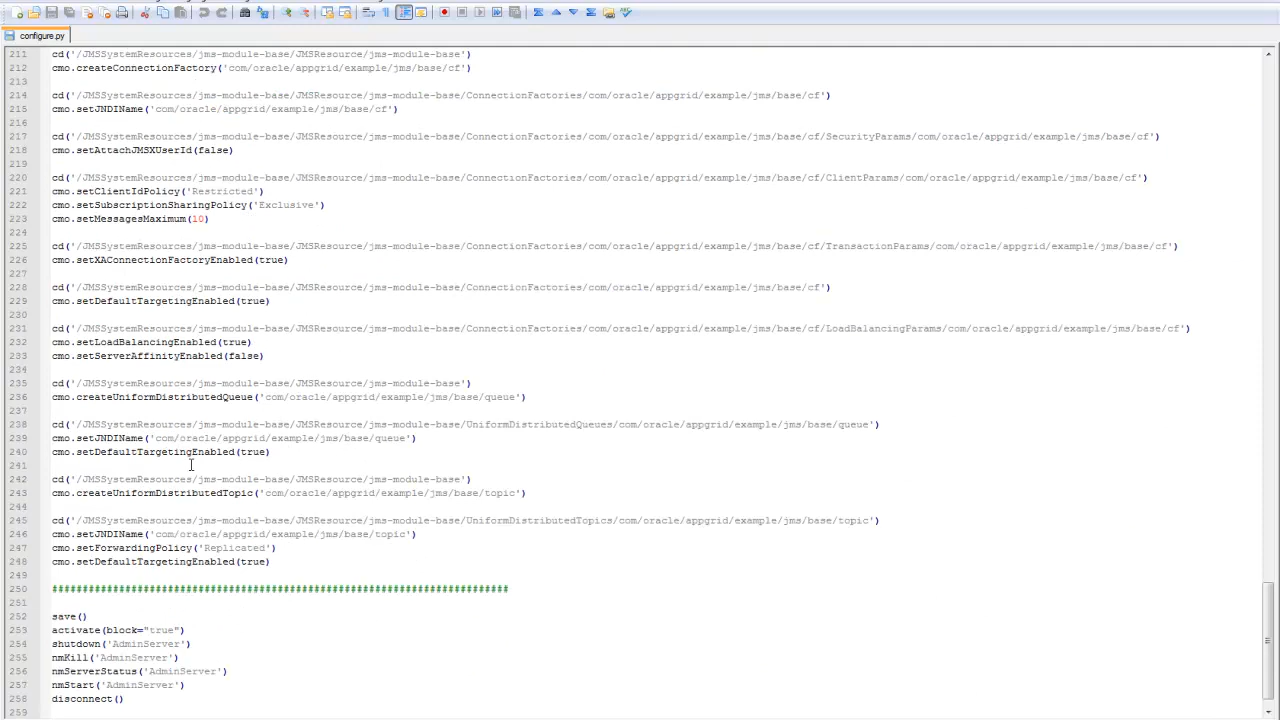 configure.py
211 cd('/JMSSystemResources/jms-module-base/JMSResource/jms-module-base')
212 cmo.createConnectionFactory('com/oracle/appgrid/example/jms/base/cf')
213
214 cd('/JMSSystemResources/jms-module-base/JMSResource/jms-module-base/ConnectionFactories/com/oracle/appgrid/example/jms/base/cf')
215 cmo.setJNDIName('com/oracle/appgrid/example/jms/base/cf')
216
217 cd('/JMSSystemResources/jms-module-base/JMSResource/jms-module-base/ConnectionFactories/com/oracle/appgrid/example/jms/base/cf/SecurityParams/com/oracle/appgrid/example/jms/base/cf')
218 cmo.setAttachJMSXUserId(false)
219
220 cd('/JMSSystemResources/jms-module-base/JMSResource/jms-module-base/ConnectionFactories/com/oracle/appgrid/example/jms/base/cf/ClientParams/com/oracle/appgrid/example/jms/base/cf')
221 cmo.setClientIdPolicy('Restricted')
222 cmo.setSubscriptionSharingPolicy('Exclusive')
223 cmo.setMessagesMaximum(10)
224
225 cd('/JMSSystemResources/jms-module-base/JMSResource/jms-module-base/ConnectionFactories/com/oracle/appgrid/example/jms/base/cf/TransactionParams/com/oracle/appgrid/example/jms/base/cf')
226 cmo.setXAConnectionFactoryEnabled(true)
227
228 cd('/JMSSystemResources/jms-module-base/JMSResource/jms-module-base/ConnectionFactories/com/oracle/appgrid/example/jms/base/cf')
229 cmo.setDefaultTargetingEnabled(true)
230
231 cd('/JMSSystemResources/jms-module-base/JMSResource/jms-module-base/ConnectionFactories/com/oracle/appgrid/example/jms/base/cf/LoadBalancingParams/com/oracle/appgrid/example/jms/base/cf')
232 cmo.setLoadBalancingEnabled(true)
233 cmo.setServerAffinityEnabled(false)
234
235 cd('/JMSSystemResources/jms-module-base/JMSResource/jms-module-base')
236 cmo.createUniformDistributedQueue('com/oracle/appgrid/example/jms/base/queue')
237
238 cd('/JMSSystemResources/jms-module-base/JMSResource/jms-module-base/UniformDistributedQueues/com/oracle/appgrid/example/jms/base/queue')
239 cmo.setJNDIName('com/oracle/appgrid/example/jms/base/queue')
240 cmo.setDefaultTargetingEnabled(true)
241
242 cd('/JMSSystemResources/jms-module-base/JMSResource/jms-module-base')
243 cmo.createUniformDistributedTopic('com/oracle/appgrid/example/jms/base/topic')
244
245 cd('/JMSSystemResources/jms-module-base/JMSResource/jms-module-base/UniformDistributedTopics/com/oracle/appgrid/example/jms/base/topic')
246 cmo.setJNDIName('com/oracle/appgrid/example/jms/base/topic')
247 cmo.setForwardingPolicy('Replicated')
248 cmo.setDefaultTargetingEnabled(true)
249
250 ###########################################################################
251
252 save()
253 activate(block="true")
254 shutdown('AdminServer')
255 nmKill('AdminServer')
256 nmServerStatus('AdminServer')
257 nmStart('AdminServer')
258 disconnect()
259